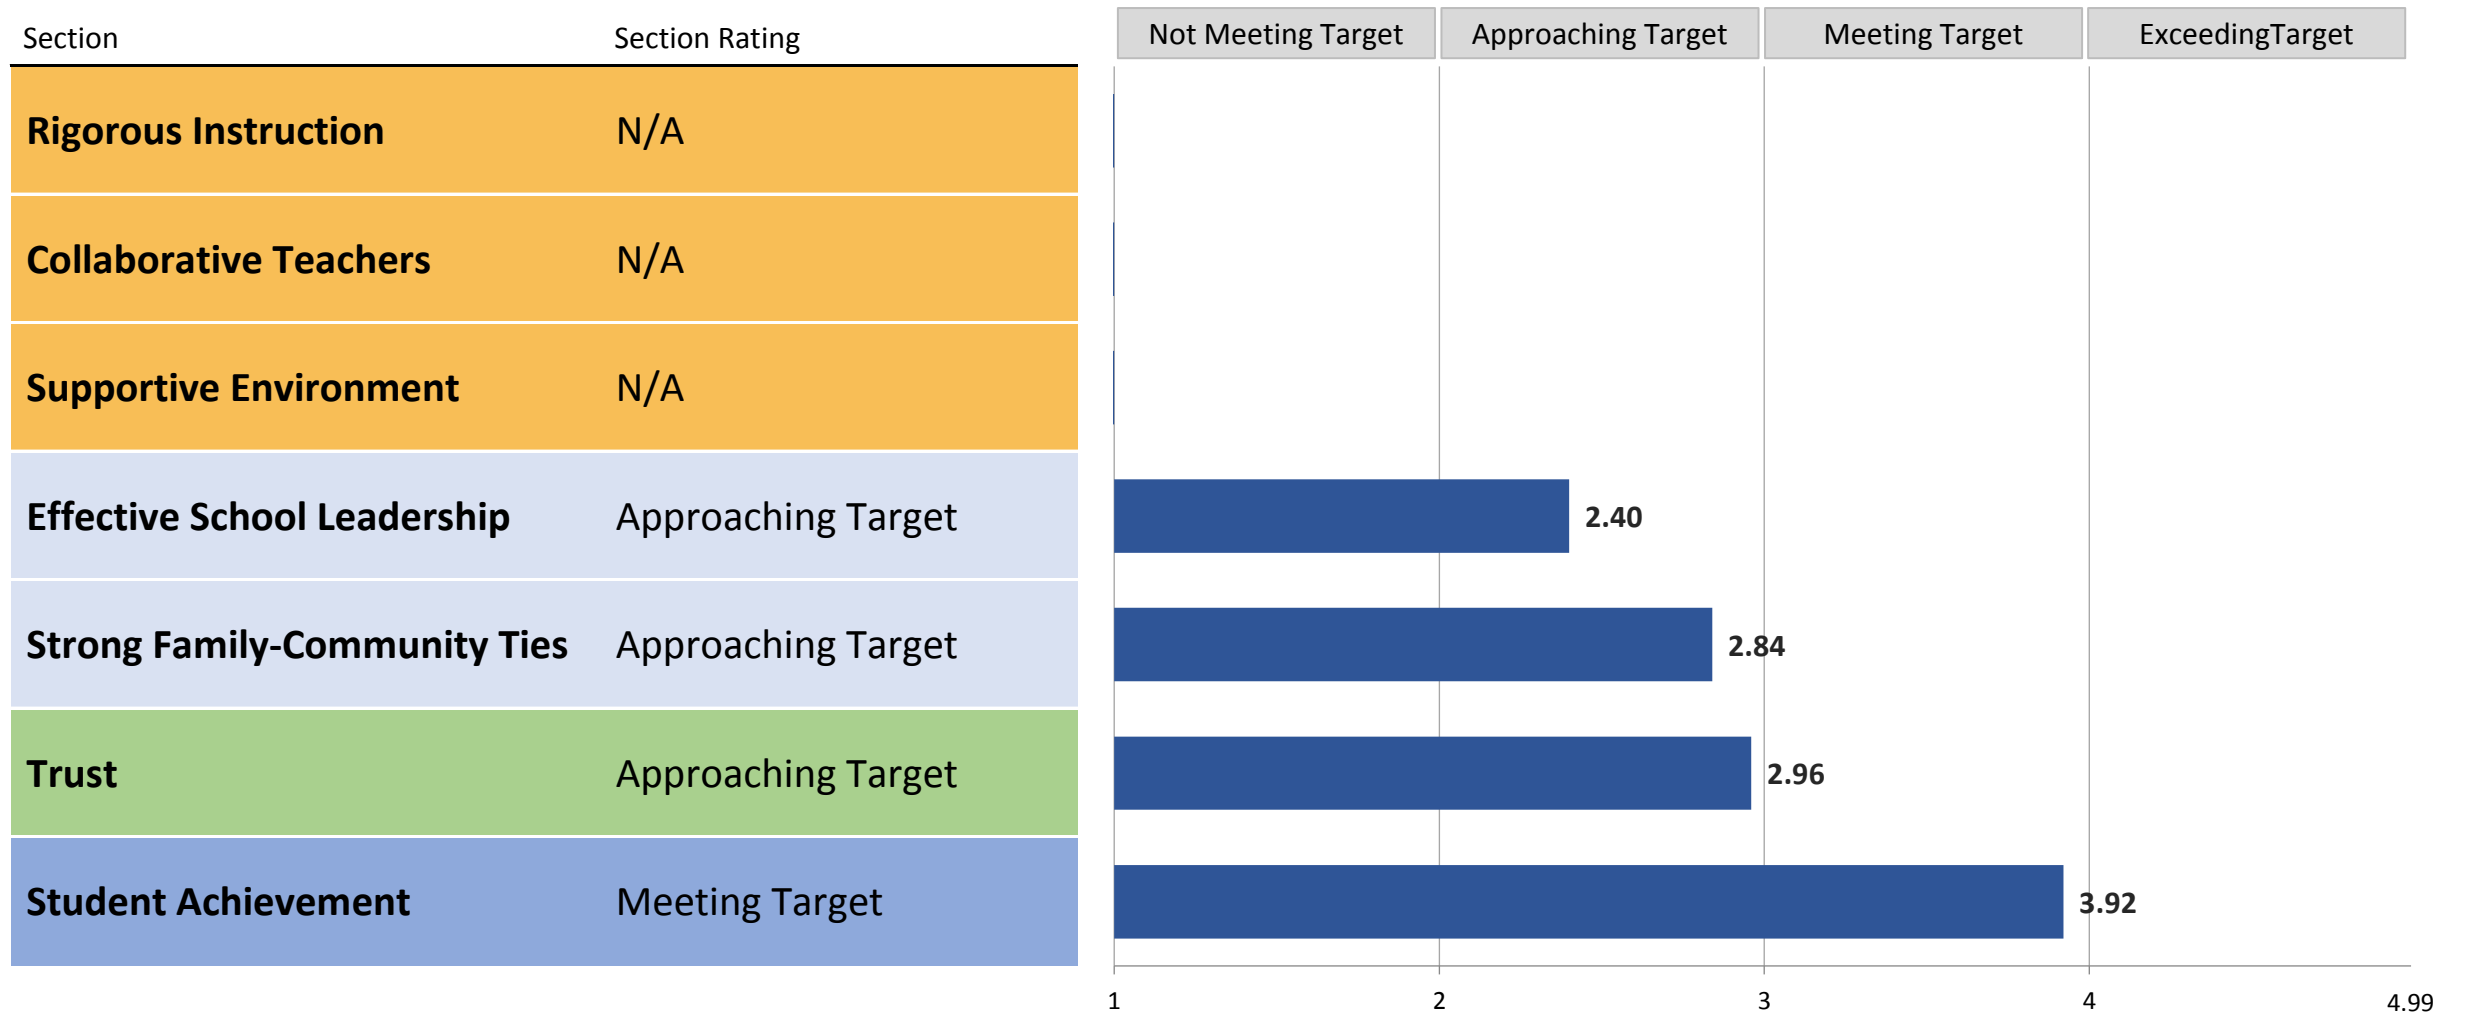 Section Section Rating Not Meeting Target Approaching Target Meeting Target ExceedingTarget
Rigorous Instruction N/A
Collaborative Teachers N/A
Supportive Environment N/A
Effective School Leadership Approaching Target 2.40
Strong Family-Community Ties Approaching Target 2.84
Trust Approaching Target 2.96
Student Achievement Meeting Target 3.92
1 2 3 4 4.99